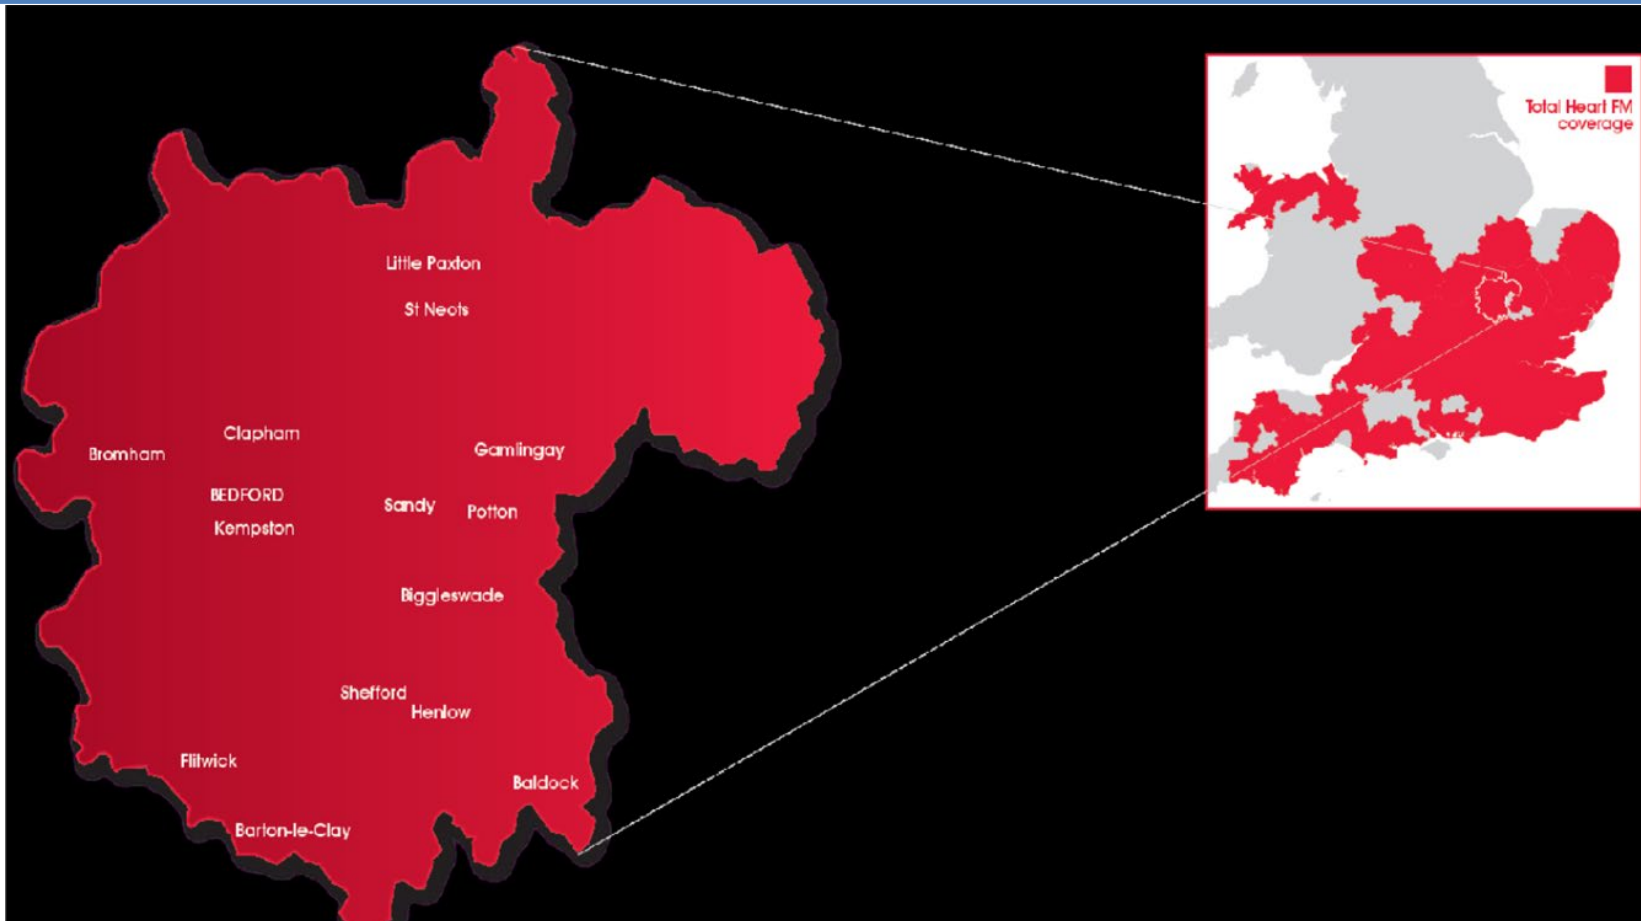 Total Heart FM
coverage
Little Paxton
St Neots
Clapham
Bromham
Gamlingay
BEDFORD
Sandy
Potton
Kempston
Biggleswade
Shefford
Henlow
Flitwick
Baldock
Barton-le-Clay